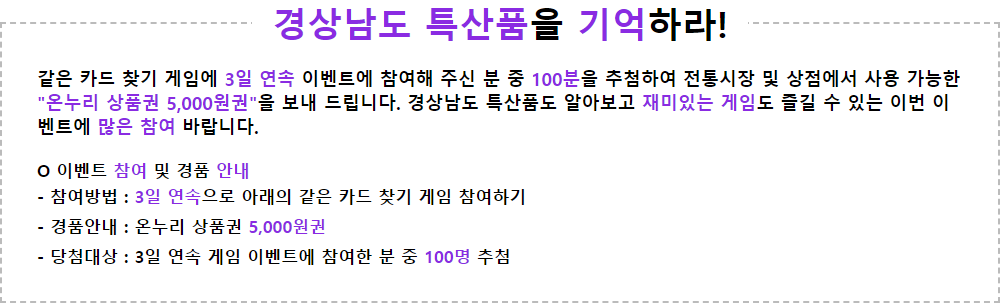 경상남도 특산품을 기억하라!
같은 카드 찾기 게임에 3일 연속 이벤트에 참여해 주신 분 중 100분을 추첨하여 전통시장 및 상점에서 사용 가능한
"온누리 상품권 5,000원권"을 보내 드립니다. 경상남도 특산품도 알아보고 재미있는 게임도 즐길 수 있는 이번 이
벤트에 많은 참여 바랍니다.
O 이벤트 참여 및 경품 안내
- 참여방법 : 3일 연속으로 아래의 같은 카드 찾기 게임 참여하기
- 경품안내 : 온누리 상품권 5,000원권
- 당첨대상 : 3일 연속 게임 이벤트에 참여한 분 중 100명 추첨